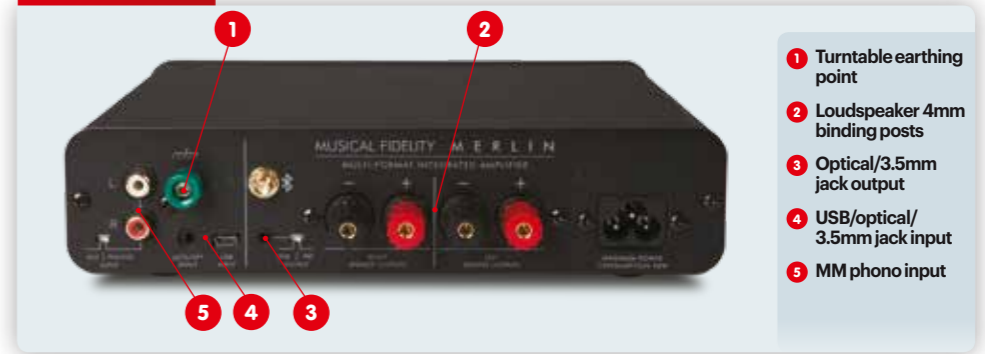 1
2
MUSICAL FIDELITY MERLIN
MULTI-FORMAT INTEGRATED AMPLIFIER
L
R
- + - +
5
4
3
1 Turntable earthing
point
2 Loudspeaker 4mm
binding posts
3 Optical/3.5mm
jack output
4 USB/optical/
3.5mm jack input
5 MM phono input